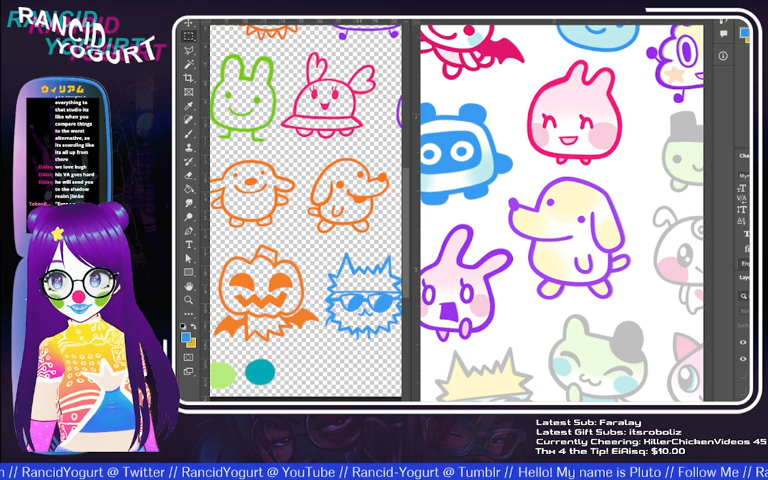 RANCID
YOGURT
ウィリアム
everything to
that studio its
like when you
compare things
to the worst
alternative, so
its sounding like
its all up from
there
EiAisq we love hugh
EiAisq his VA goes hard
EiAisq he will send you
to the shadow
realm jimbo
Latest Sub: Faralay
Latest Gift Subs: itsroboliz
Currently Cheering: KillerChickenVideos 45
Thx 4 the Tip! EiAisq: $10.00
// RancidYogurt @ Twitter // RancidYogurt @ YouTube // Rancid-Yogurt @ Tumblr // Hello! My name is Pluto // Follow Me //